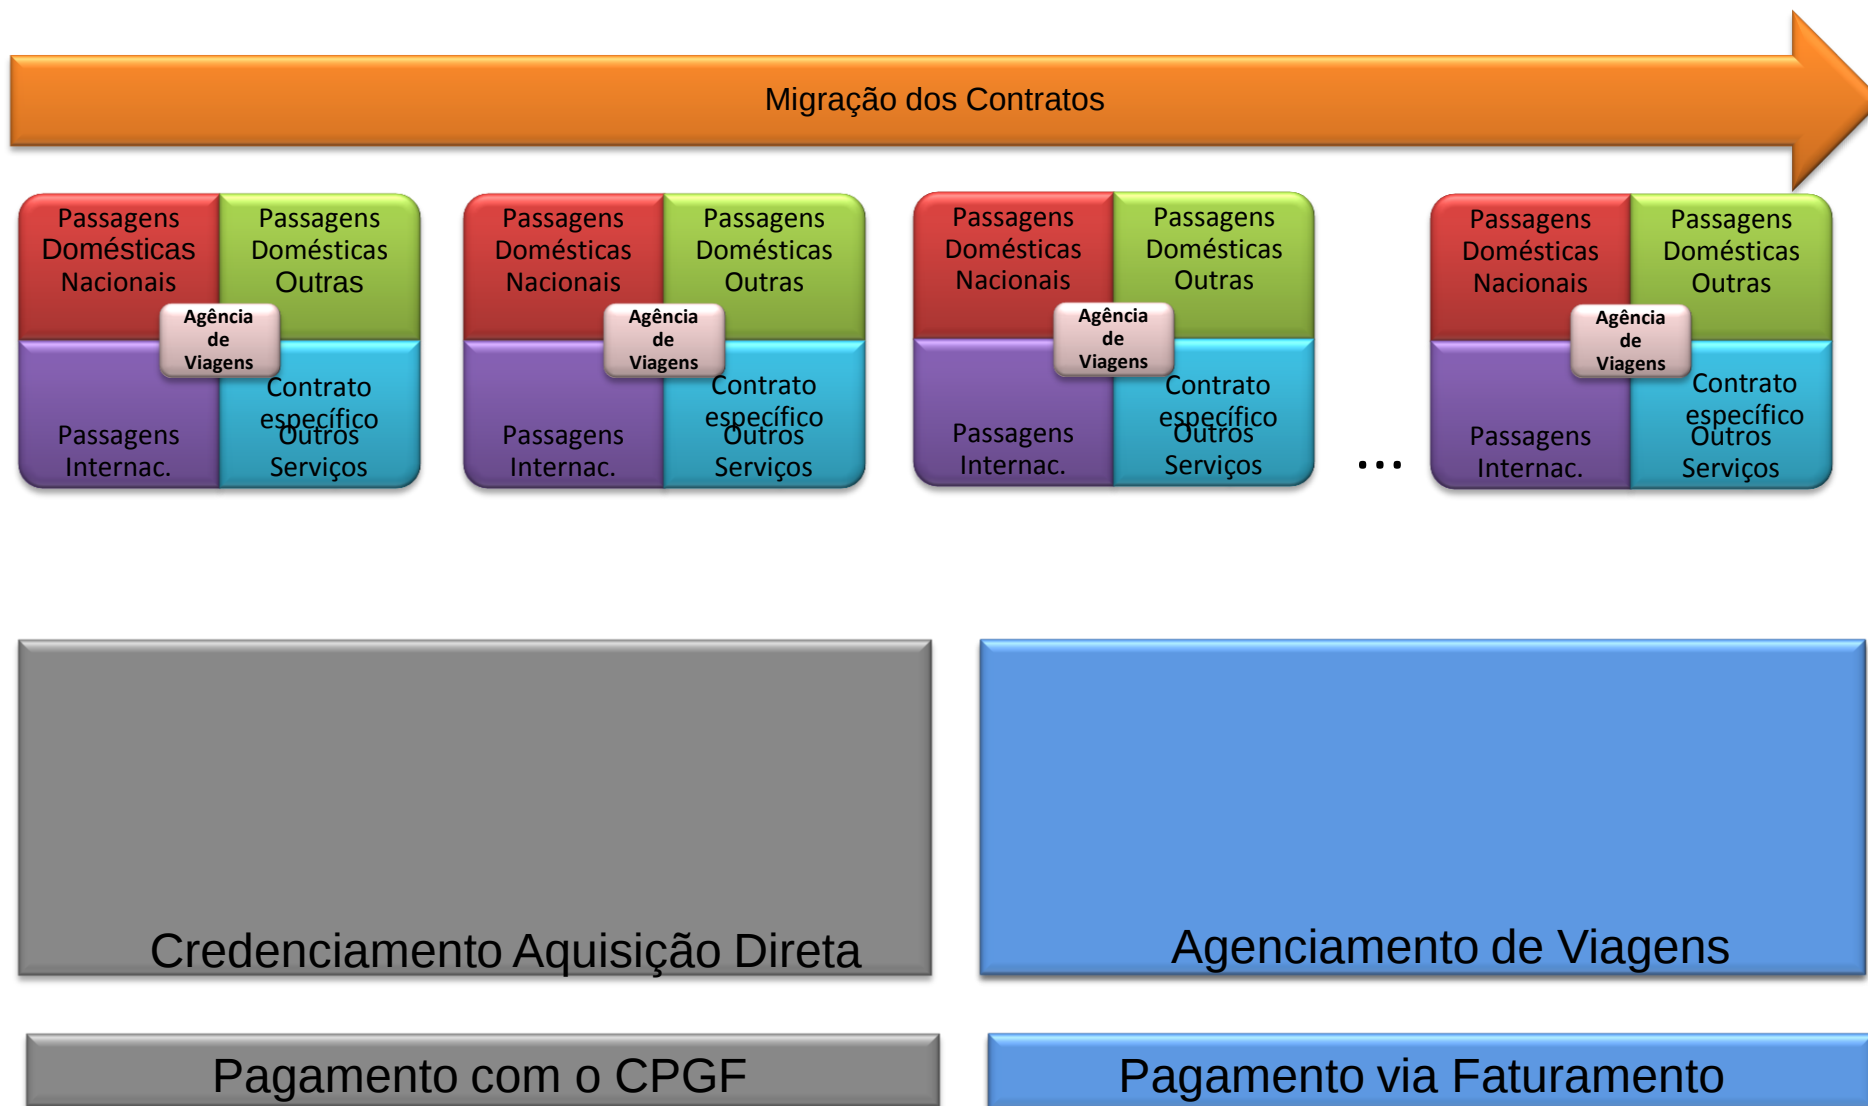 Migração dos Contratos
Passagens
Domésticas
Nacionais
Passagens
Domésticas
Outras
Agência
de
Viagens
Passagens
Internac.
Contrato
específico
Outros
Serviços
Passagens
Domésticas
Nacionais
Passagens
Domésticas
Outras
Agência
de
Viagens
Passagens
Internac.
Contrato
específico
Outros
Serviços
Passagens
Domésticas
Nacionais
Passagens
Domésticas
Outras
Agência
de
Viagens
Passagens
Internac.
Contrato
específico
Outros
Serviços
...
Passagens
Domésticas
Nacionais
Passagens
Domésticas
Outras
Agência
de
Viagens
Passagens
Internac.
Contrato
específico
Outros
Serviços
Credenciamento Aquisição Direta
Agenciamento de Viagens
Pagamento com o CPGF
Pagamento via Faturamento